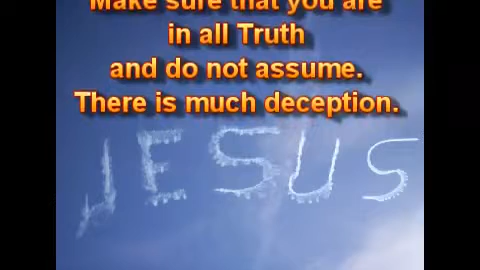 Make sure that you are
in all Truth
and do not assume.
There is much deception.
JESUS